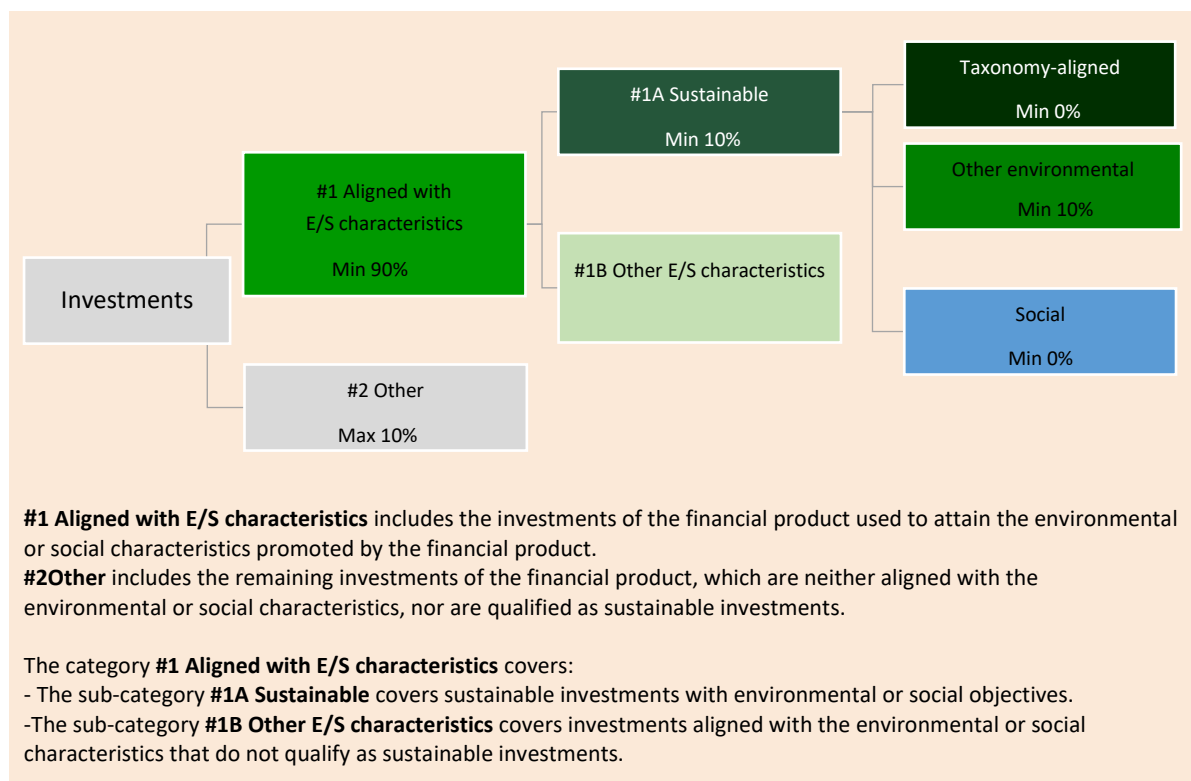 Investments
#1 Aligned with
E/S characteristics
Min 90%
#2 Other
Max 10%
#1A Sustainable
Min 10%
#1B Other E/S characteristics
Taxonomy-aligned
Min 0%
Other environmental
Min 10%
Social
Min 0%
#1 Aligned with E/S characteristics includes the investments of the financial product used to attain the environmental
or social characteristics promoted by the financial product.
#2Other includes the remaining investments of the financial product, which are neither aligned with the
environmental or social characteristics, nor are qualified as sustainable investments.
The category #1 Aligned with E/S characteristics covers:
- The sub-category #1A Sustainable covers sustainable investments with environmental or social objectives.
-The sub-category #1B Other E/S characteristics covers investments aligned with the environmental or social
characteristics that do not qualify as sustainable investments.